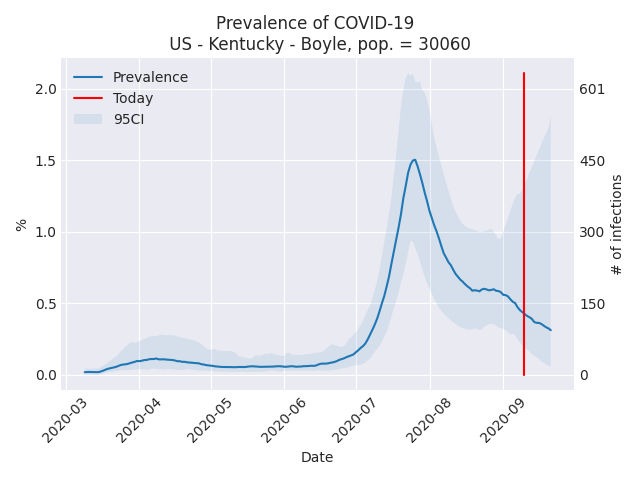 Prevalence of COVID-19
US - Kentucky - Boyle, pop. = 30060
Prevalence
Today
95CI
2.0
1.5
1.0
0.5
0.0
%
601
450
300
150
0
# of infections
2020-03
2020-04
2020-05
2020-06
2020-07
2020-08
2020-09
Date